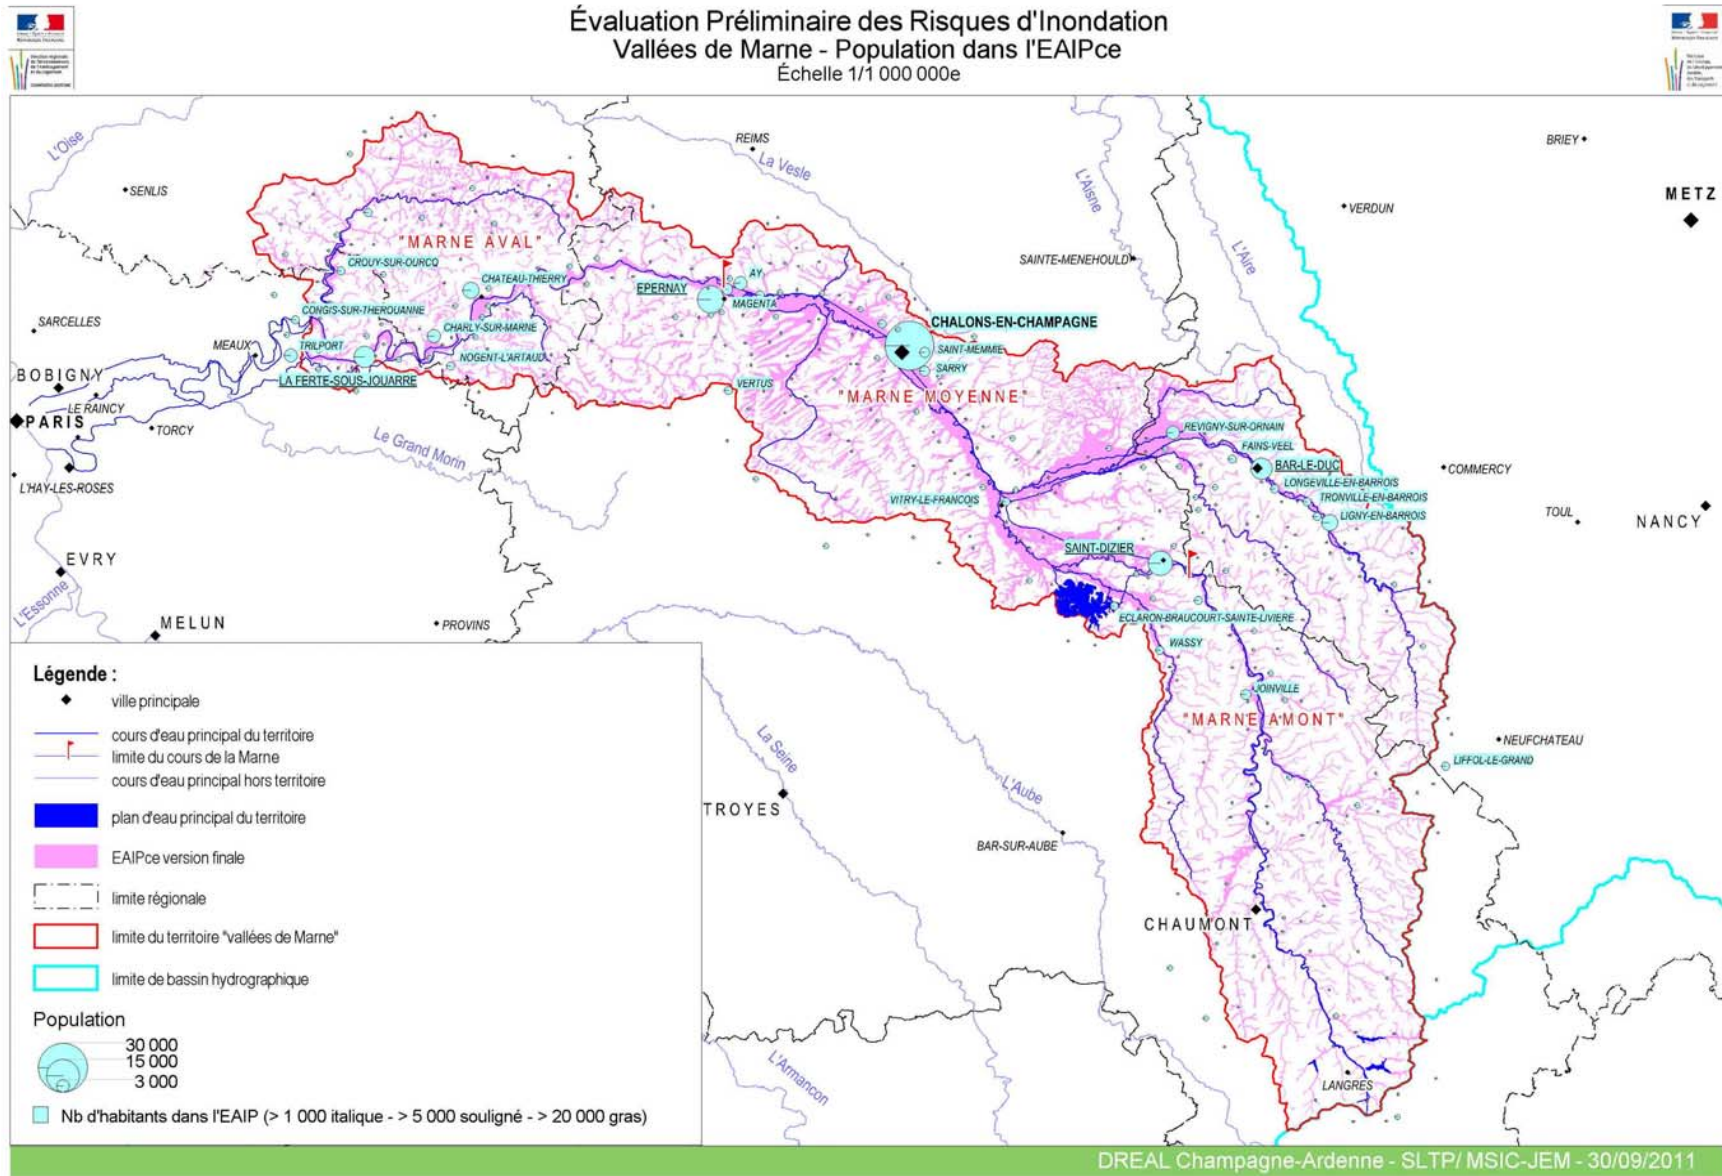 Évaluation Préliminaire des Risques d'Inondation
Vallées de Marne - Population dans l'EAIPce
Échelle 1/1 000 000e
L'Oise
SENLIS
REIMS
La Vesle
L'Aisne
BRIEY
METZ
VERDUN
L'Aire
SAINTE-MENEHOULD
"MARNE AVAL"
CROUY-SUR-OURCQ
CHATEAU-THIERRY
AY
EPERNAY
MAGENTA
CONGIS-SUR-THEROUANNE
CHALONS-EN-CHAMPAGNE
SARCELLES
CHARLY-SUR-MARNE
MEAUX
TRILPORT
NOGENT-L'ARTAUD
SAINT-MEMMIE
SARRY
BOBIGNY
LA FERTE-SOUS-JOUARRE
VERTUS
"MARNE MOYENNE"
LE RAINCY
PARIS
TORCY
Le Grand Morin
REVIGNY-SUR-ORNAIN
FAINS-VEEL
BAR-LE-DUC
COMMERCY
L'HAY-LES-ROSES
LONGEVILLE-EN-BARROIS
TRONVILLE-EN-BARROIS
VITRY-LE-FRANCOIS
LIGNY-EN-BARROIS
TOUL
NANCY
SAINT-DIZIER
EVRY
L'Essonne
MELUN
PROVINS
ECLARON-BRAUCOURT-SAINTE-LIVIERE
WASSY
JOINVILLE
"MARNE AMONT"
NEUFCHATEAU
LIFFOL-LE-GRAND
La Seine
TROYES
L'Aube
BAR-SUR-AUBE
CHAUMONT
L'Armancon
LANGRES
Légende :
ville principale
cours d'eau principal du territoire
limite du cours de la Marne
cours d'eau principal hors territoire
plan d'eau principal du territoire
EAIPce version finale
limite régionale
limite du territoire "vallées de Marne"
limite de bassin hydrographique
Population
30 000
15 000
3 000
Nb d'habitants dans l'EAIP (> 1 000 italique - > 5 000 souligné - > 20 000 gras)
DREAL Champagne-Ardenne - SLTP/ MSIC-JEM - 30/09/2011